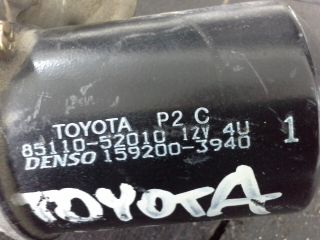 TOYOTA P2 C
85110-52010 12V 4U 1
DENSO 159200-3940
TOYOTA